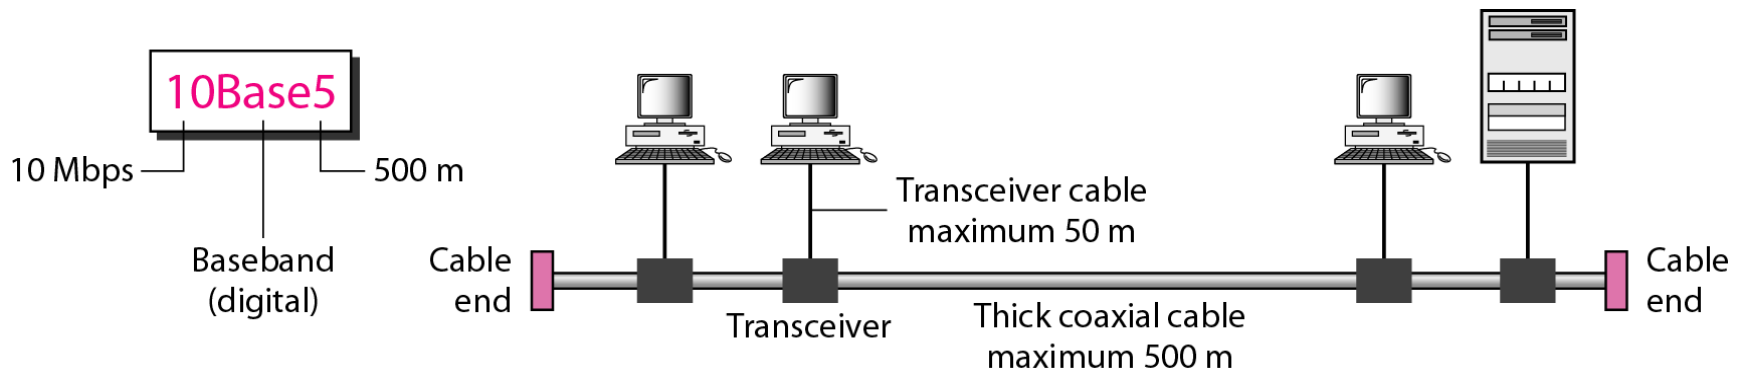 10Base5
10 Mbps
500 m
Baseband
(digital)
Transceiver cable
maximum 50 m
Cable
end
Transceiver
Thick coaxial cable
maximum 500 m
Cable
end